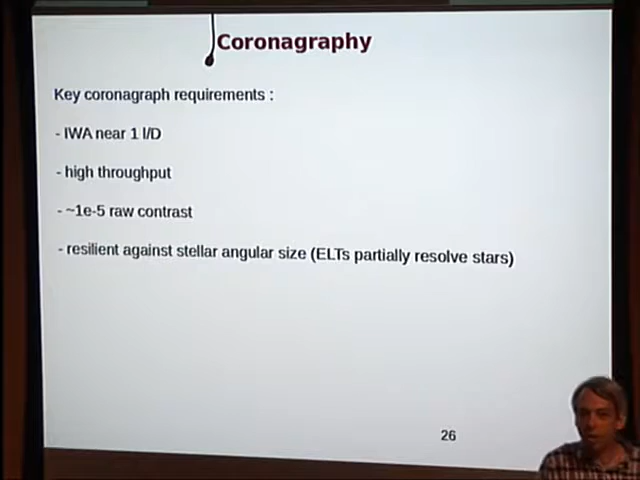 Coronagraphy
Key coronagraph requirements :
- IWA near 1 l/D
- high throughput
- ~1e-5 raw contrast
- resilient against stellar angular size (ELTs partially resolve stars)
26